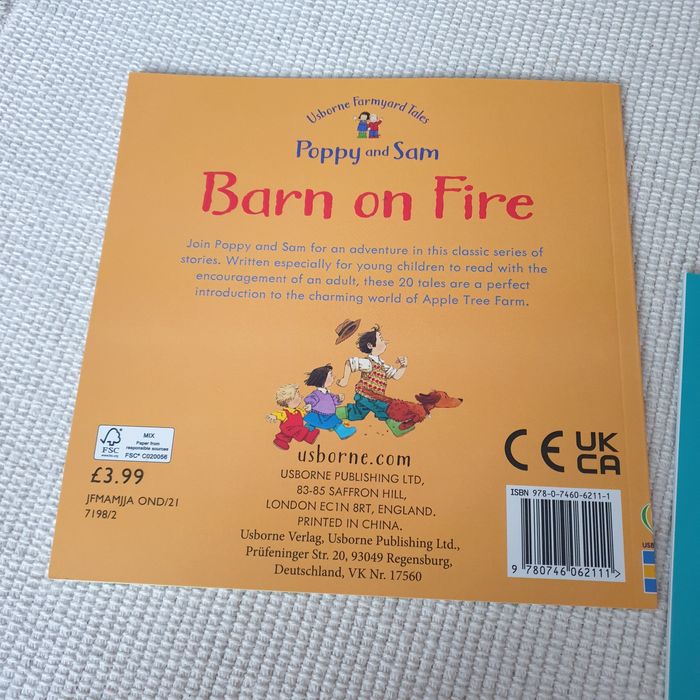 Usborne Farmyard Tales
Poppy and Sam
Barn on Fire
Join Poppy and Sam for an adventure in this classic series of
stories. Written especially for young children to read with the
encouragement of an adult, these 20 tales are a perfect
introduction to the charming world of Apple Tree Farm.
FSC
MIX
Paper from
responsible sources
FSC® C020056
£3.99
JFMAMJJA OND/21
7198/2
usborne.com
USBORNE PUBLISHING LTD,
83-85 SAFFRON HILL,
LONDON EC1N 8RT, ENGLAND.
PRINTED IN CHINA.
Usborne Verlag, Usborne Publishing Ltd.,
Prüfeninger Str. 20, 93049 Regensburg,
Deutschland, VK Nr. 17560
CE
UK
CA
ISBN 978-0-7460-6211-1
9 780746 062111 >
USB